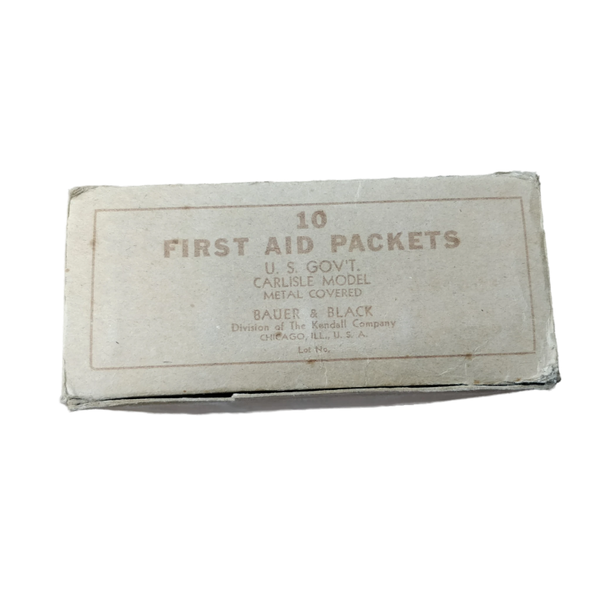 10
FIRST AID PACKETS
U. S. GOV'T.
CARLISLE MODEL
METAL COVERED
BAUER & BLACK
Division of The Kendall Company
CHICAGO, ILL., U. S. A.
Lot No.